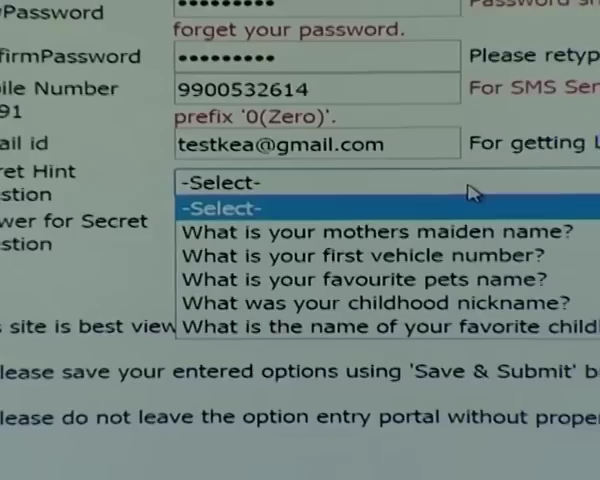 Password
forget your password.
firmPassword ••••••••• Please retyp
ile Number 9900532614 For SMS Ser
91 prefix '0(Zero)'.
ail id testkea@gmail.com For getting
ret Hint
stion
-Select-
-Select-
wer for Secret
stion
What is your mothers maiden name?
What is your first vehicle number?
What is your favourite pets name?
What was your childhood nickname?
What is the name of your favorite child
s site is best view
lease save your entered options using 'Save & Submit' b
lease do not leave the option entry portal without prope